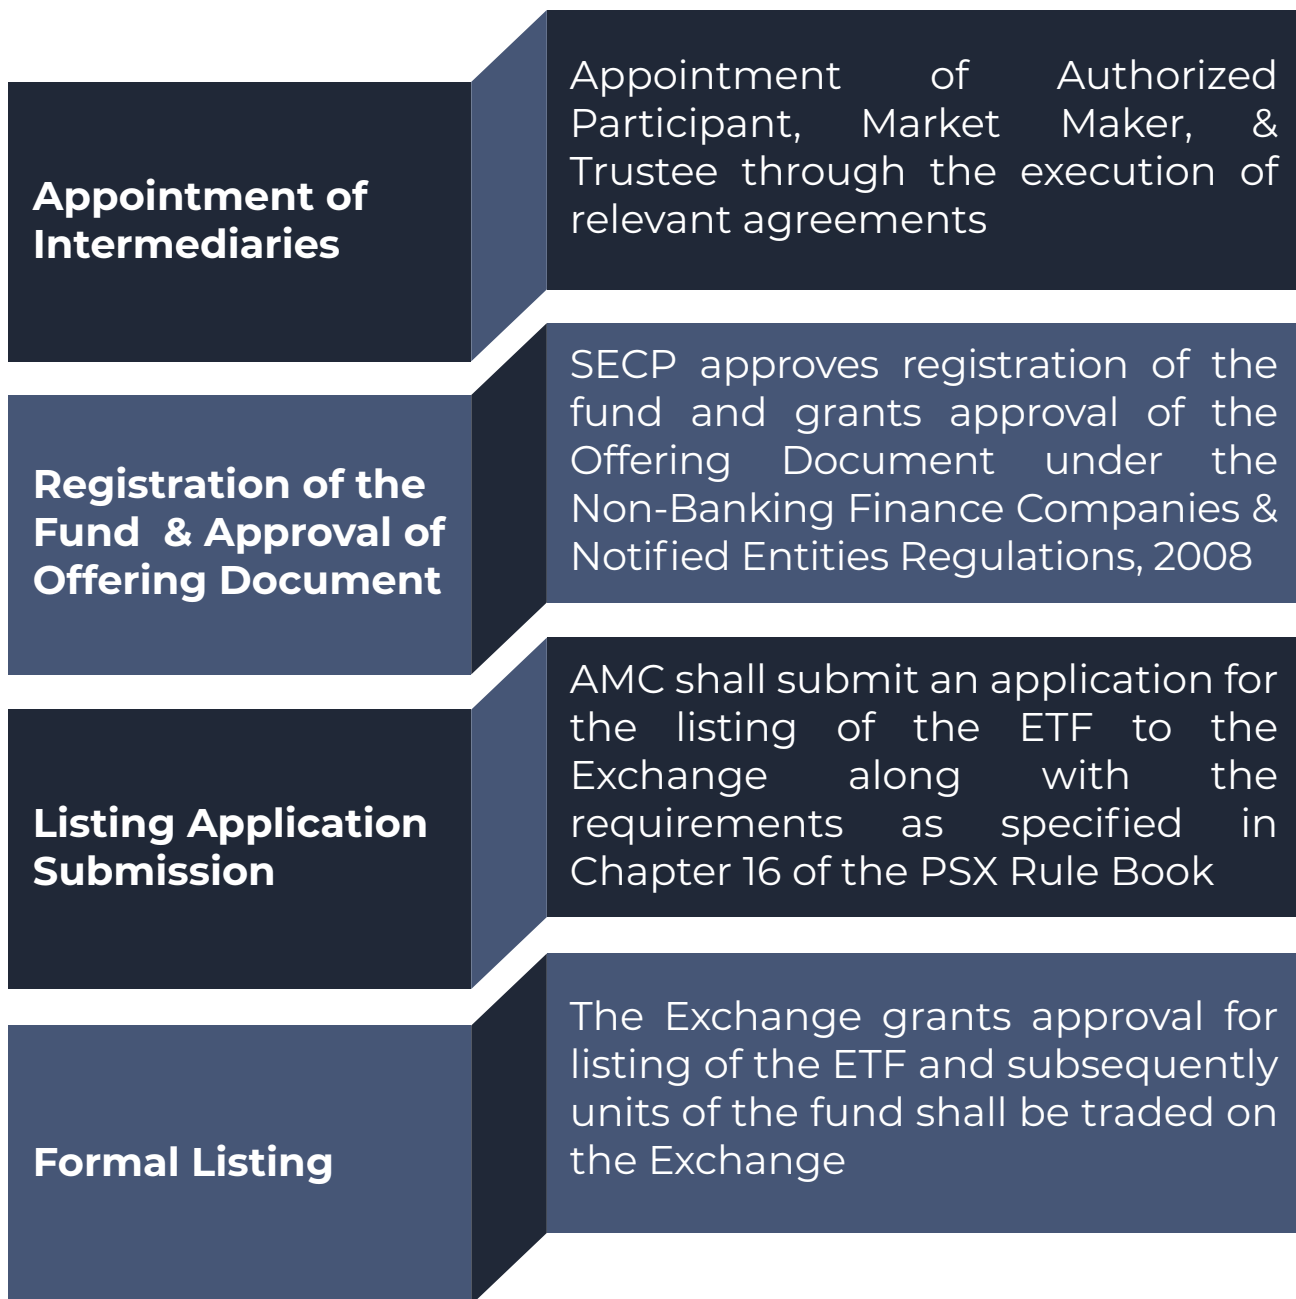 Appointment of
Intermediaries
Appointment of Authorized
Participant, Market Maker, &
Trustee through the execution of
relevant agreements
Registration of the
Fund & Approval of
Offering Document
SECP approves registration of the
fund and grants approval of the
Offering Document under the
Non-Banking Finance Companies &
Notified Entities Regulations, 2008
Listing Application
Submission
AMC shall submit an application for
the listing of the ETF to the
Exchange along with the
requirements as specified in
Chapter 16 of the PSX Rule Book
Formal Listing
The Exchange grants approval for
listing of the ETF and subsequently
units of the fund shall be traded on
the Exchange